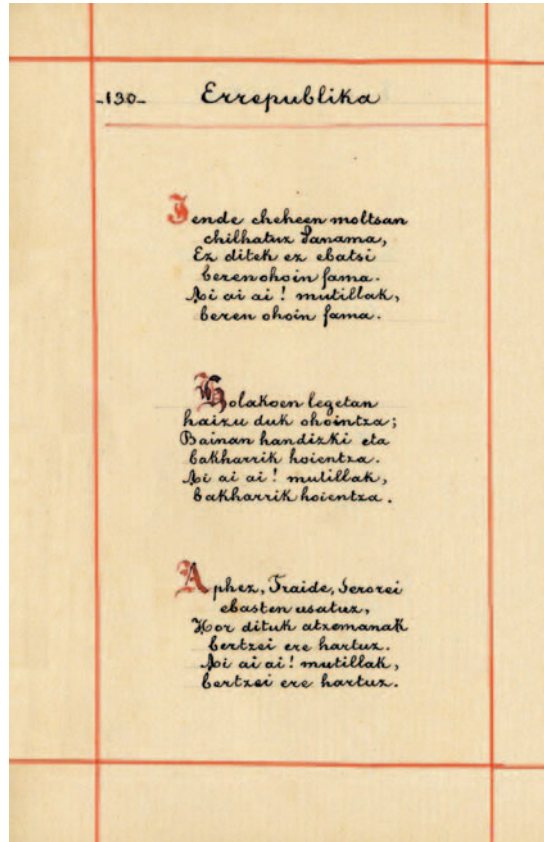 -130- Errepublika
Jende cheheen moltsan
chilhatuz Panama,
Ez ditek ez ebatsi
beren ohoin fama.
Ai ai ai! mutillak,
beren ohoin fama.
Holakoen legetan
haizu duk ohointza;
Bainan handizki eta
bakharrik hoientza.
Ai ai ai! mutillak,
bakharrik hoientza.
Aphez, Fraide, Serorei
ebasten usatuz,
Hor dituk atzemanak
bertzei ere hartuz.
Ai ai ai! mutillak,
bertzei ere hartuz.